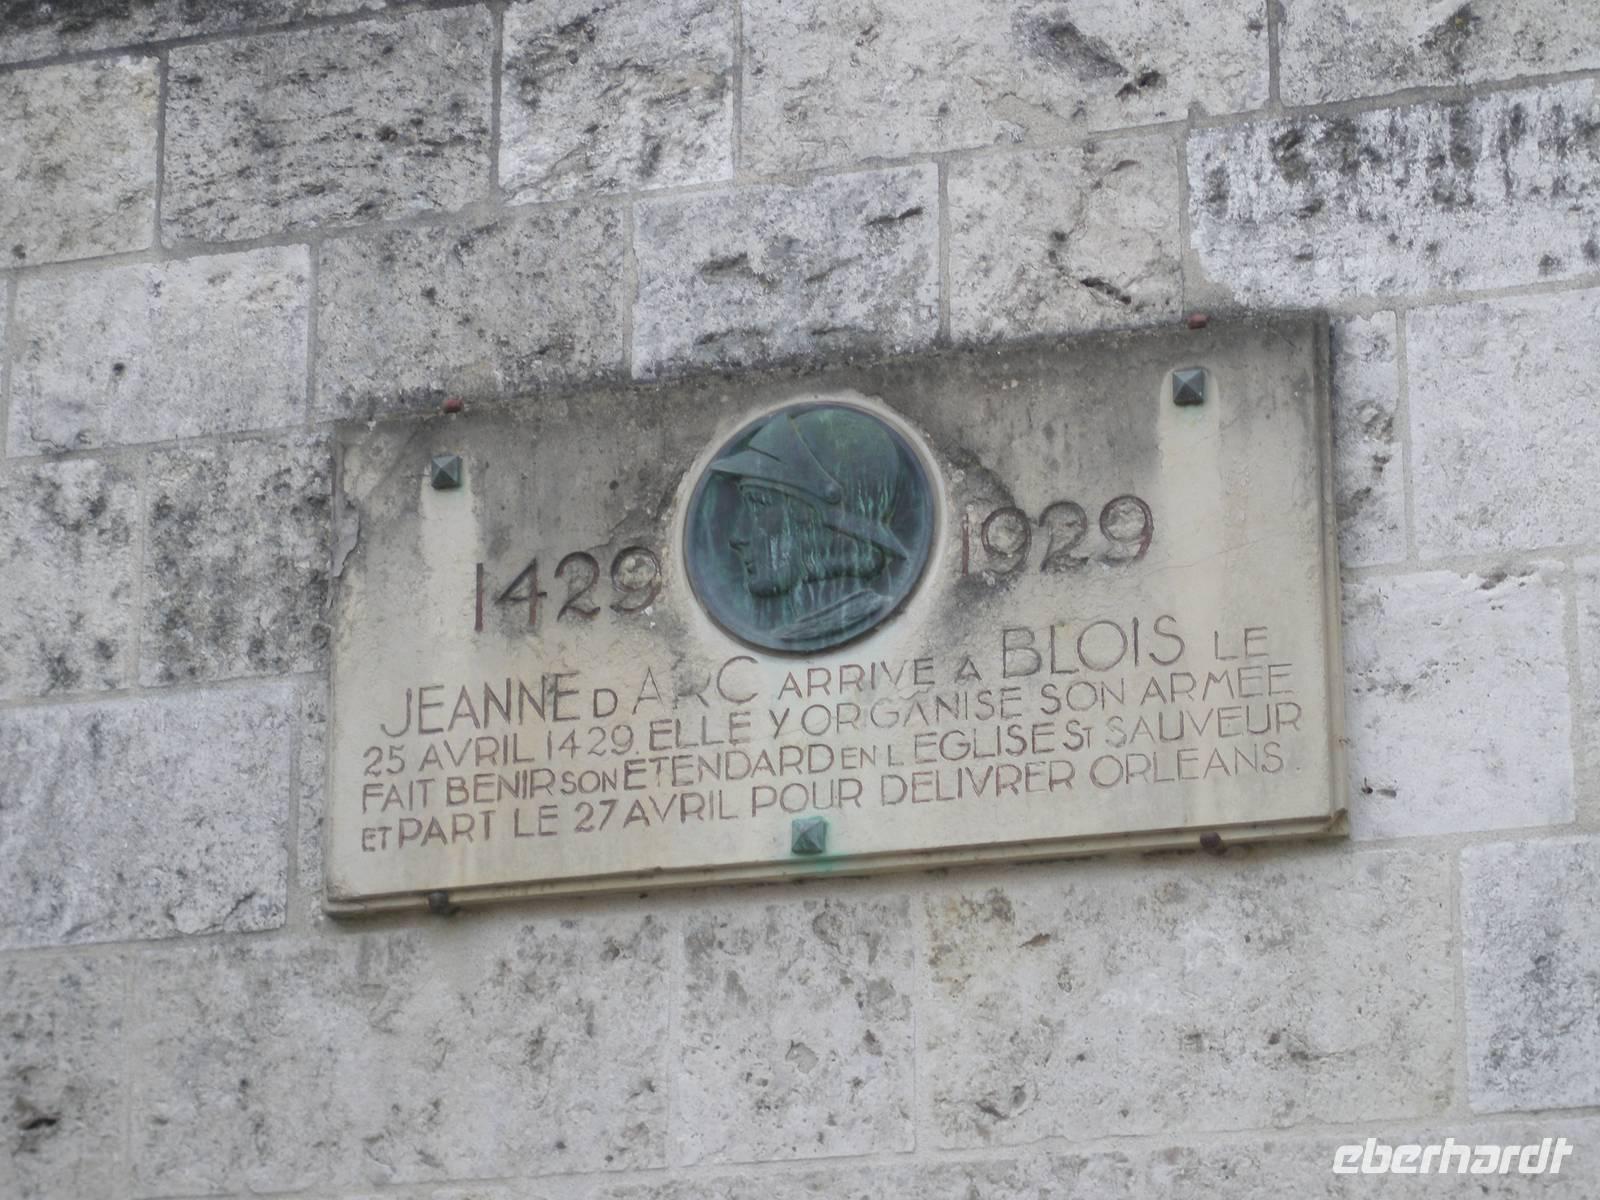 1429 1929
JEANNE D ARC ARRIVE A BLOIS LE
25 AVRIL 1429. ELLE Y ORGANISE SON ARMEE
FAIT BENIR SON ETENDARD EN L EGLISE ST SAUVEUR
ET PART LE 27 AVRIL POUR DELIVRER ORLEANS.
eberhardt